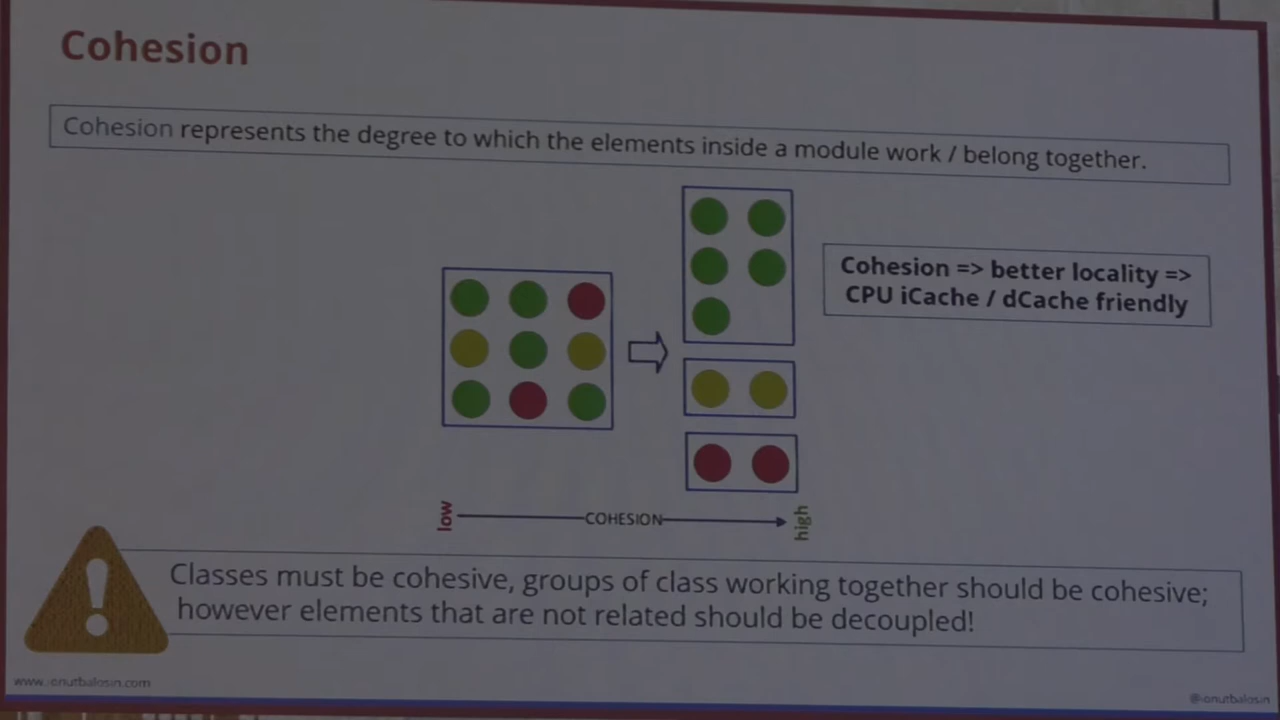 Cohesion
Cohesion represents the degree to which the elements inside a module work / belong together.
Cohesion => better locality =>
CPU iCache / dCache friendly
low
COHESION
high
Classes must be cohesive, groups of class working together should be cohesive;
however elements that are not related should be decoupled!
www.ionutbalosin.com
@ionutbalosin